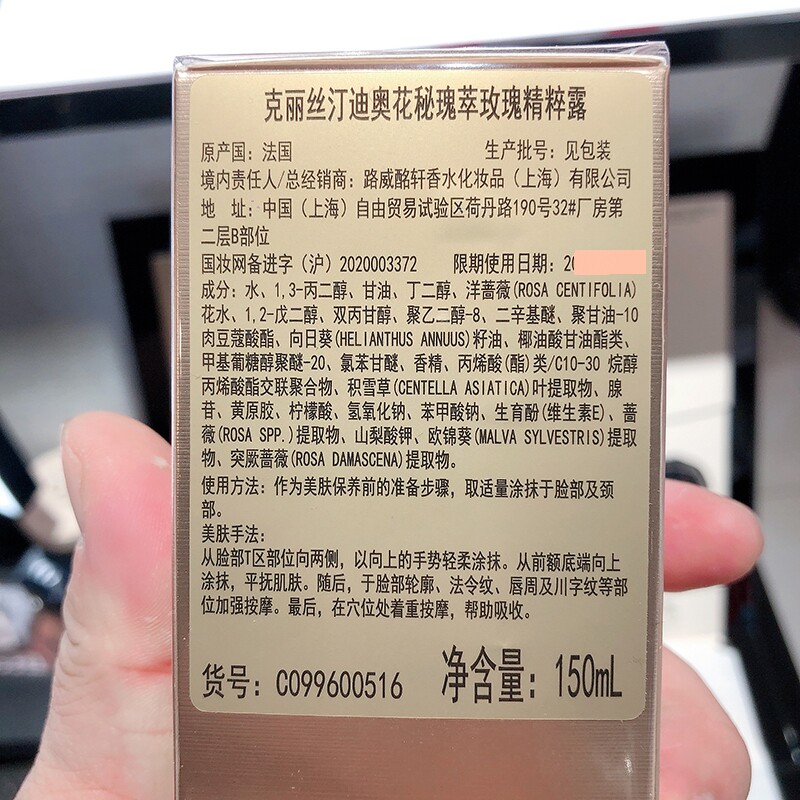 克丽丝汀迪奥花秘瑰萃玫瑰精粹露
原产国：法国 生产批号：见包装
境内责任人/总经销商：路威酩轩香水化妆品（上海）有限公司
地 址：中国（上海）自由贸易试验区荷丹路190号32#厂房第
二层B部位
国妆网备进字（沪）2020003372 限期使用日期：20
成分：水、1,3-丙二醇、甘油、丁二醇、洋蔷薇(ROSA CENTIFOLIA)
花水、1,2-戊二醇、双丙甘醇、聚乙二醇-8、二辛基醚、聚甘油-10
肉豆蔻酸酯、向日葵(HELIANTHUS ANNUUS)籽油、椰油酸甘油酯类、
甲基葡糖醇聚醚-20、氯苯甘醚、香精、丙烯酸(酯)类/C10-30 烷醇
丙烯酸酯交联聚合物、积雪草(CENTELLA ASIATICA)叶提取物、腺
苷、黄原胶、柠檬酸、氢氧化钠、苯甲酸钠、生育酚(维生素E)、蔷
薇(ROSA SPP.)提取物、山梨酸钾、欧锦葵(MALVA SYLVESTRIS)提取
物、突厥蔷薇(ROSA DAMASCENA)提取物。
使用方法：作为美肤保养前的准备步骤，取适量涂抹于脸部及颈
部。
美肤手法：
从脸部T区部位向两侧，以向上的手势轻柔涂抹。从前额底端向上
涂抹，平抚肌肤。随后，于脸部轮廓、法令纹、唇周及川字纹等部
位加强按摩。最后，在穴位处着重按摩，帮助吸收。
货号：C099600516 净含量：150mL